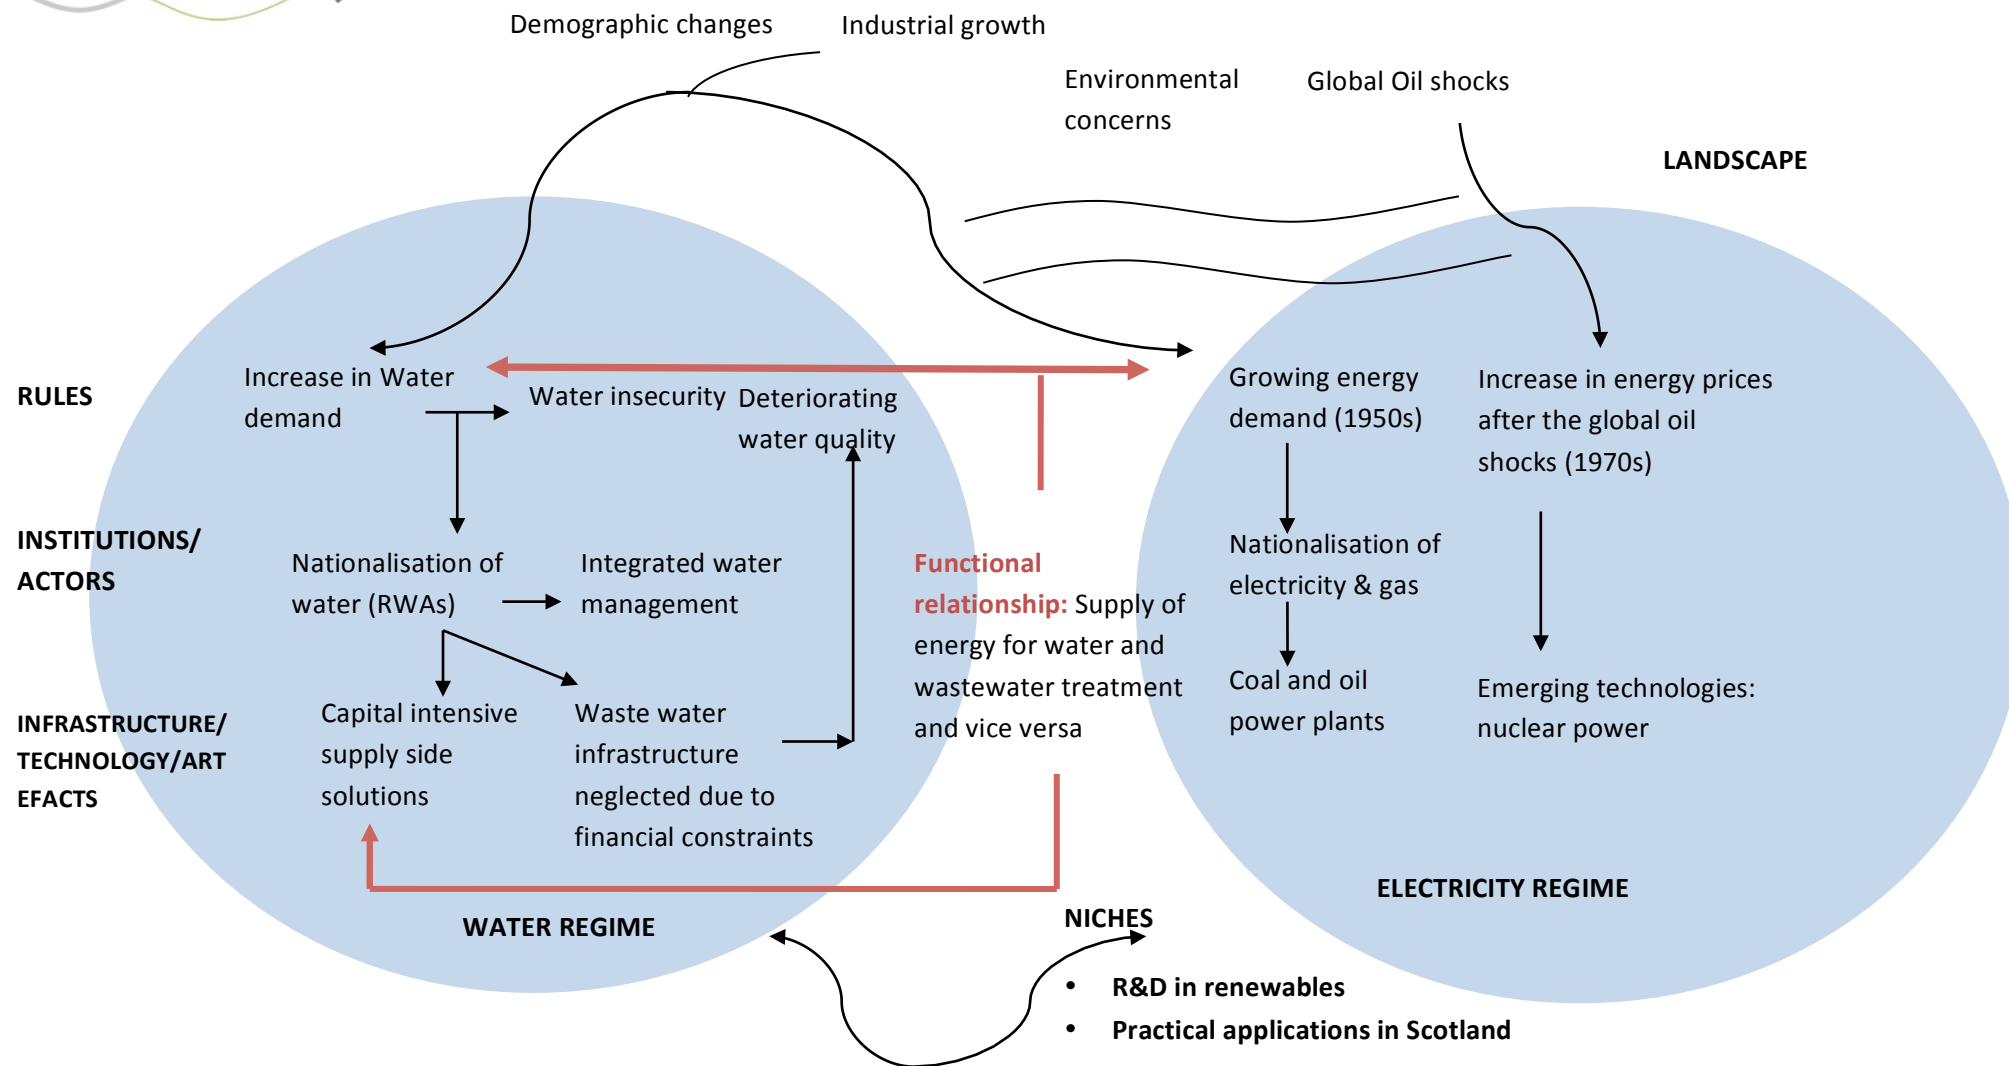 Demographic changes
Industrial growth
Environmental
concerns
Global Oil shocks
LANDSCAPE
RULES
Increase in Water
demand
Water insecurity
Deteriorating
water quality
Growing energy
demand (1950s)
Increase in energy prices
after the global oil
shocks (1970s)
INSTITUTIONS/
ACTORS
Nationalisation of
water (RWAs)
Integrated water
management
Functional
relationship: Supply of
energy for water and
wastewater treatment
and vice versa
Nationalisation of
electricity & gas
INFRASTRUCTURE/
TECHNOLOGY/ART
EFACTS
Capital intensive
supply side
solutions
Waste water
infrastructure
neglected due to
financial constraints
Coal and oil
power plants
Emerging technologies:
nuclear power
WATER REGIME
ELECTRICITY REGIME
NICHES
• R&D in renewables
• Practical applications in Scotland